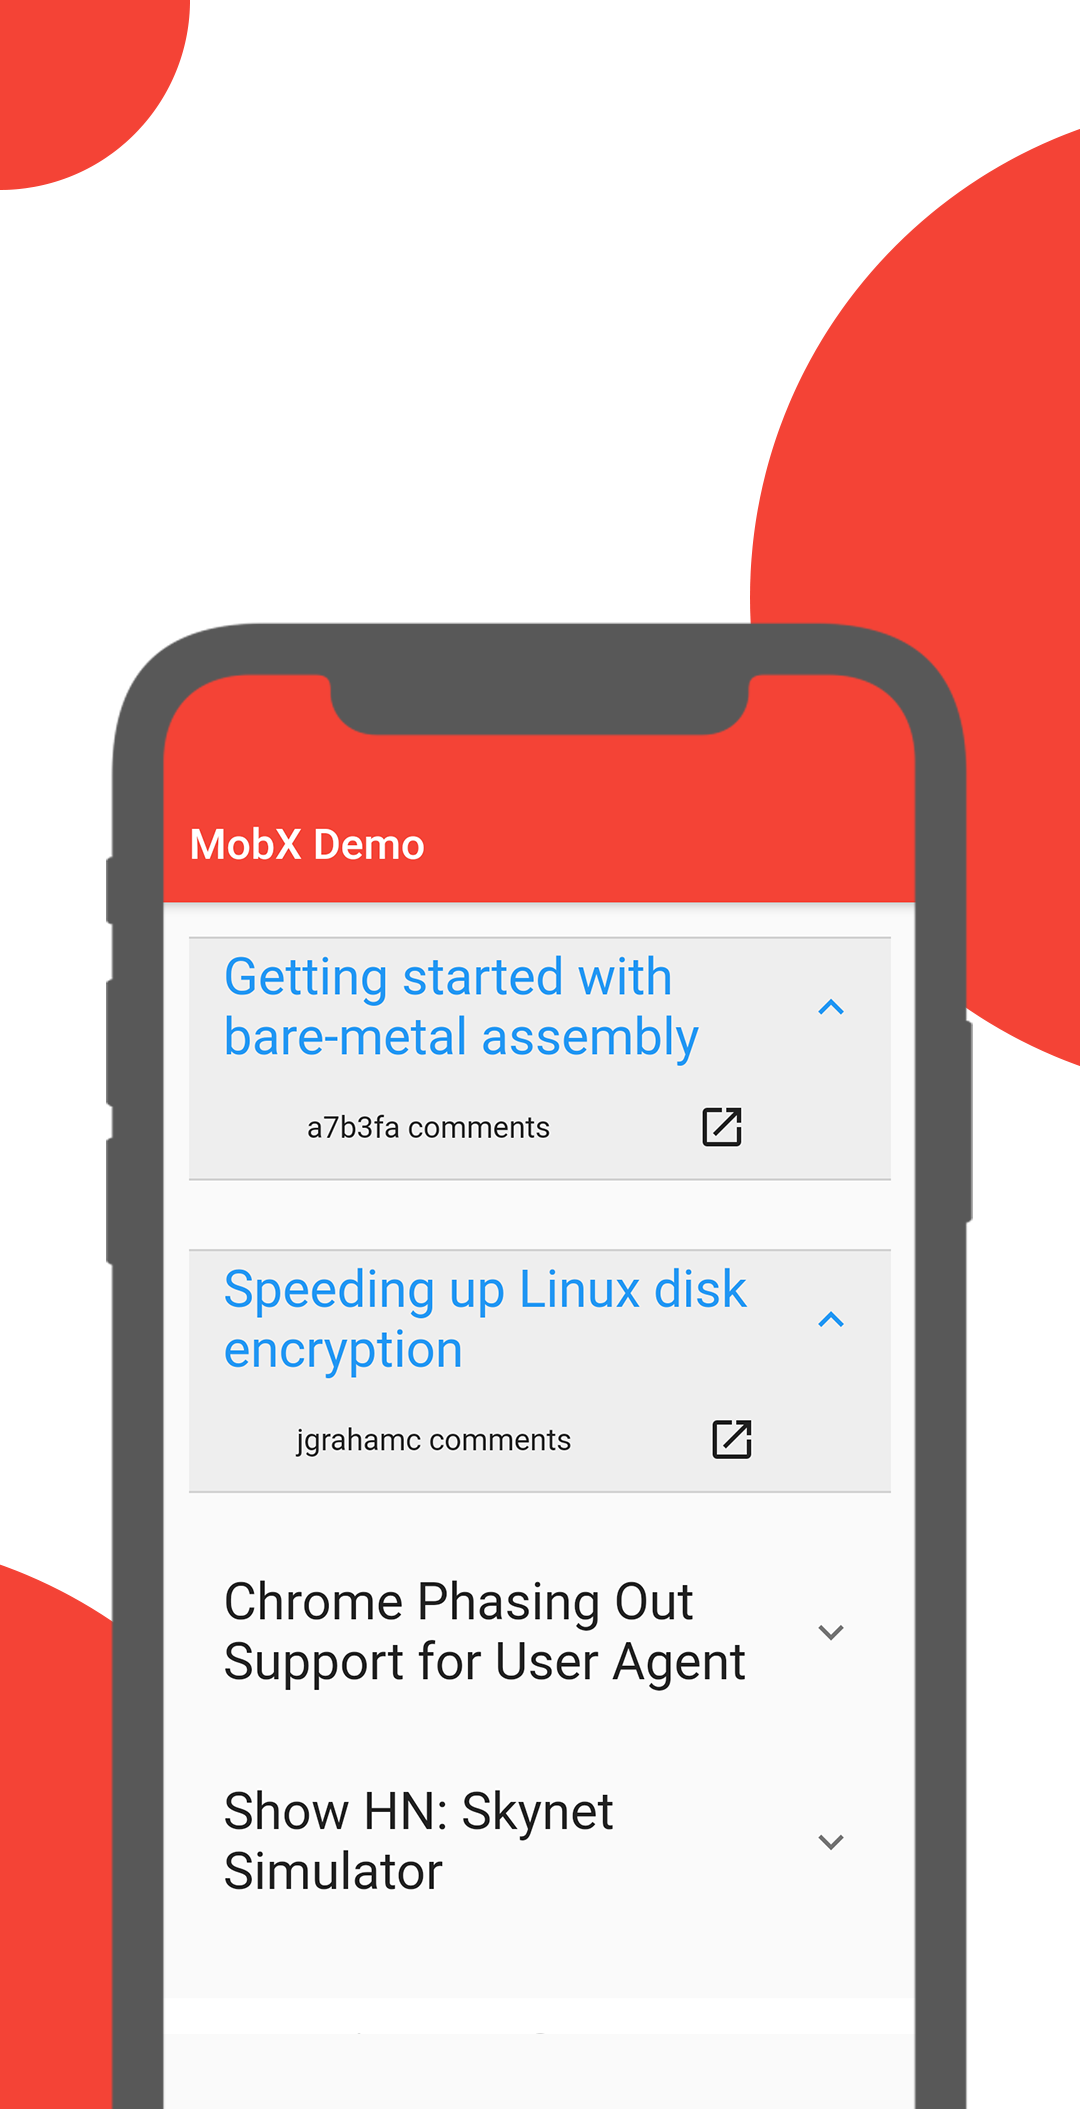 MobX Demo
Getting started with
bare-metal assembly
a7b3fa comments
Speeding up Linux disk
encryption
jgrahamc comments
Chrome Phasing Out
Support for User Agent
Show HN: Skynet
Simulator